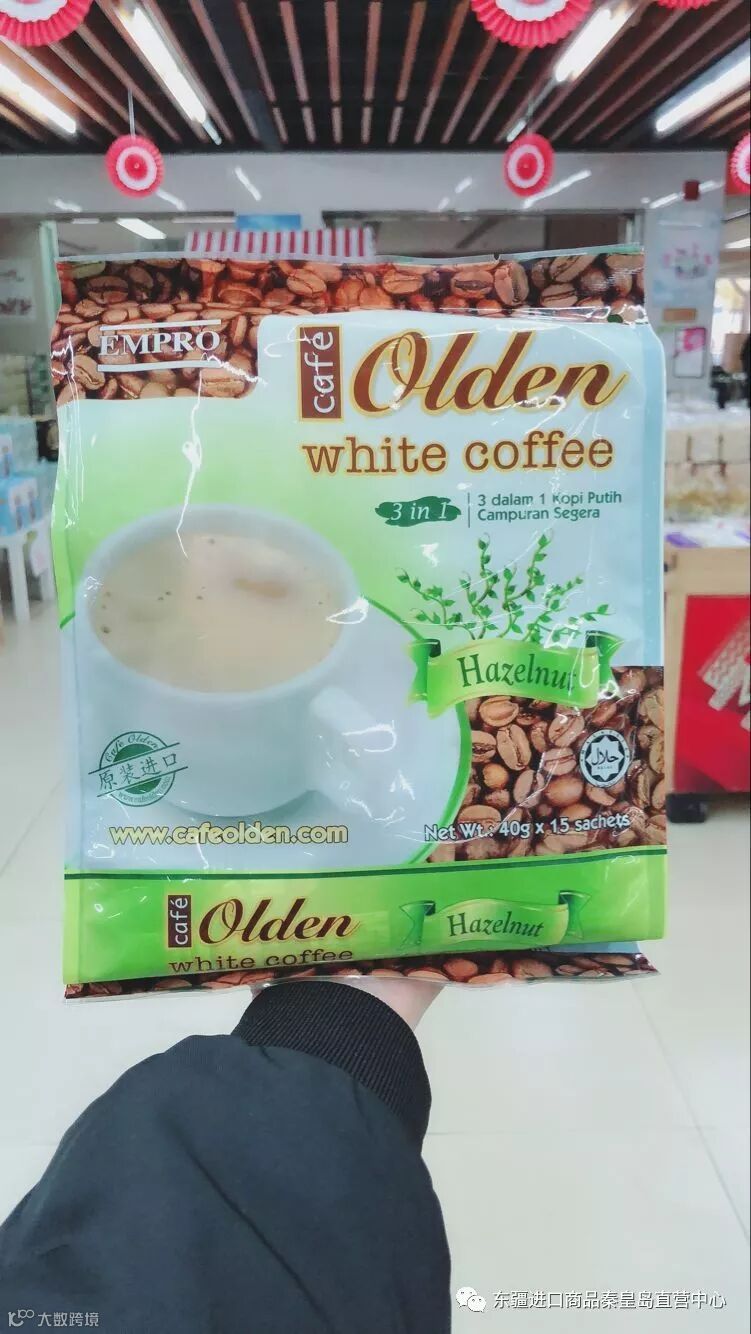 EMPRO
café Olden
white coffee
3 in 1
3 dalam 1 Kopi Putih
Campuran Segera
Hazelnut
Café Olden
原装进口
حلال
www.cafeolden.com
Net Wt.: 40g x 15 sachets
café Olden
Hazelnut
white coffee
东疆进口商品秦皇岛直营中心
大数跨境